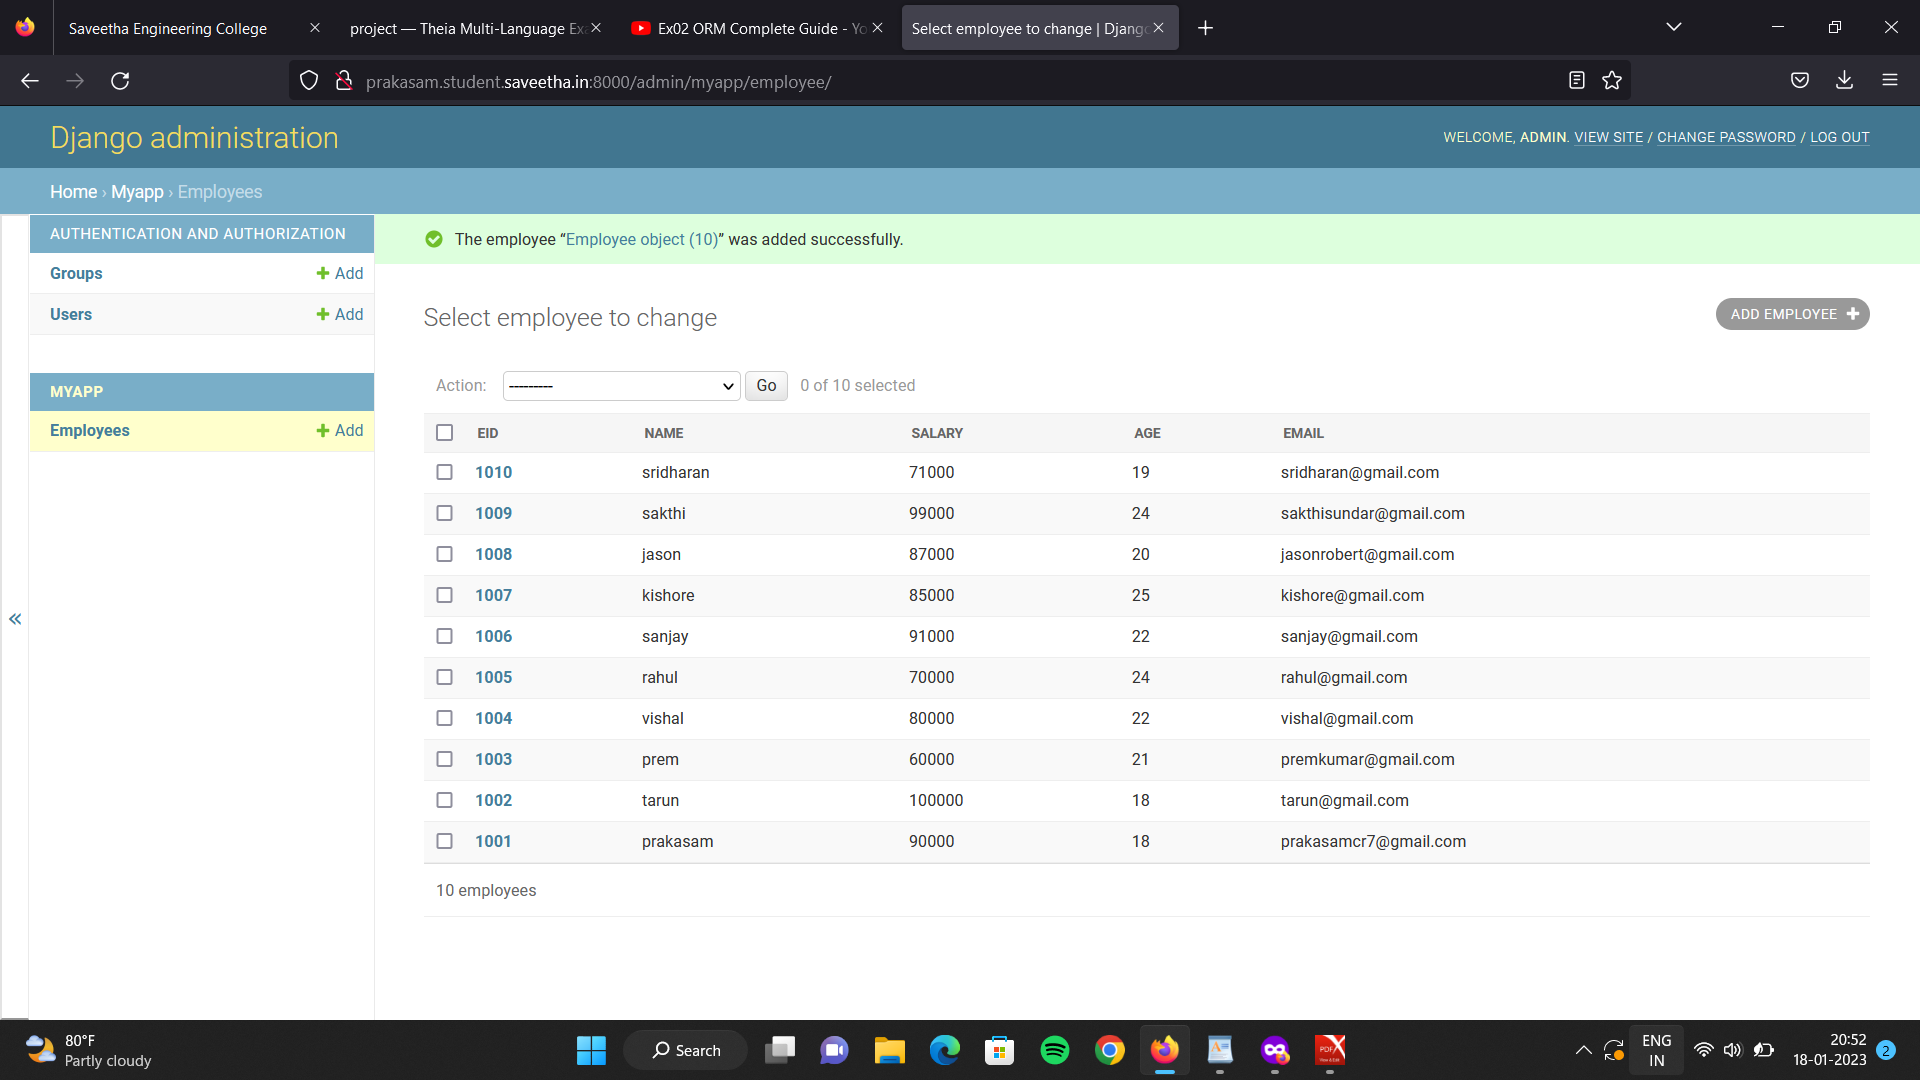 Saveetha Engineering College
project — Theia Multi-Language Exa
Ex02 ORM Complete Guide - Yo
Select employee to change | Django
prakasam.student.saveetha.in:8000/admin/myapp/employee/
Django administration
WELCOME, ADMIN. VIEW SITE / CHANGE PASSWORD / LOG OUT
Home › Myapp › Employees
AUTHENTICATION AND AUTHORIZATION
Groups + Add
Users + Add
MYAPP
Employees + Add
«
The employee “Employee object (10)” was added successfully.
Select employee to change
ADD EMPLOYEE +
Action: --------- Go 0 of 10 selected
EID NAME SALARY AGE EMAIL
1010 sridharan 71000 19 sridharan@gmail.com
1009 sakthi 99000 24 sakthisundar@gmail.com
1008 jason 87000 20 jasonrobert@gmail.com
1007 kishore 85000 25 kishore@gmail.com
1006 sanjay 91000 22 sanjay@gmail.com
1005 rahul 70000 24 rahul@gmail.com
1004 vishal 80000 22 vishal@gmail.com
1003 prem 60000 21 premkumar@gmail.com
1002 tarun 100000 18 tarun@gmail.com
1001 prakasam 90000 18 prakasamcr7@gmail.com
10 employees
80°F
Partly cloudy
Search
PDF
ENG
IN
20:52
18-01-2023
2